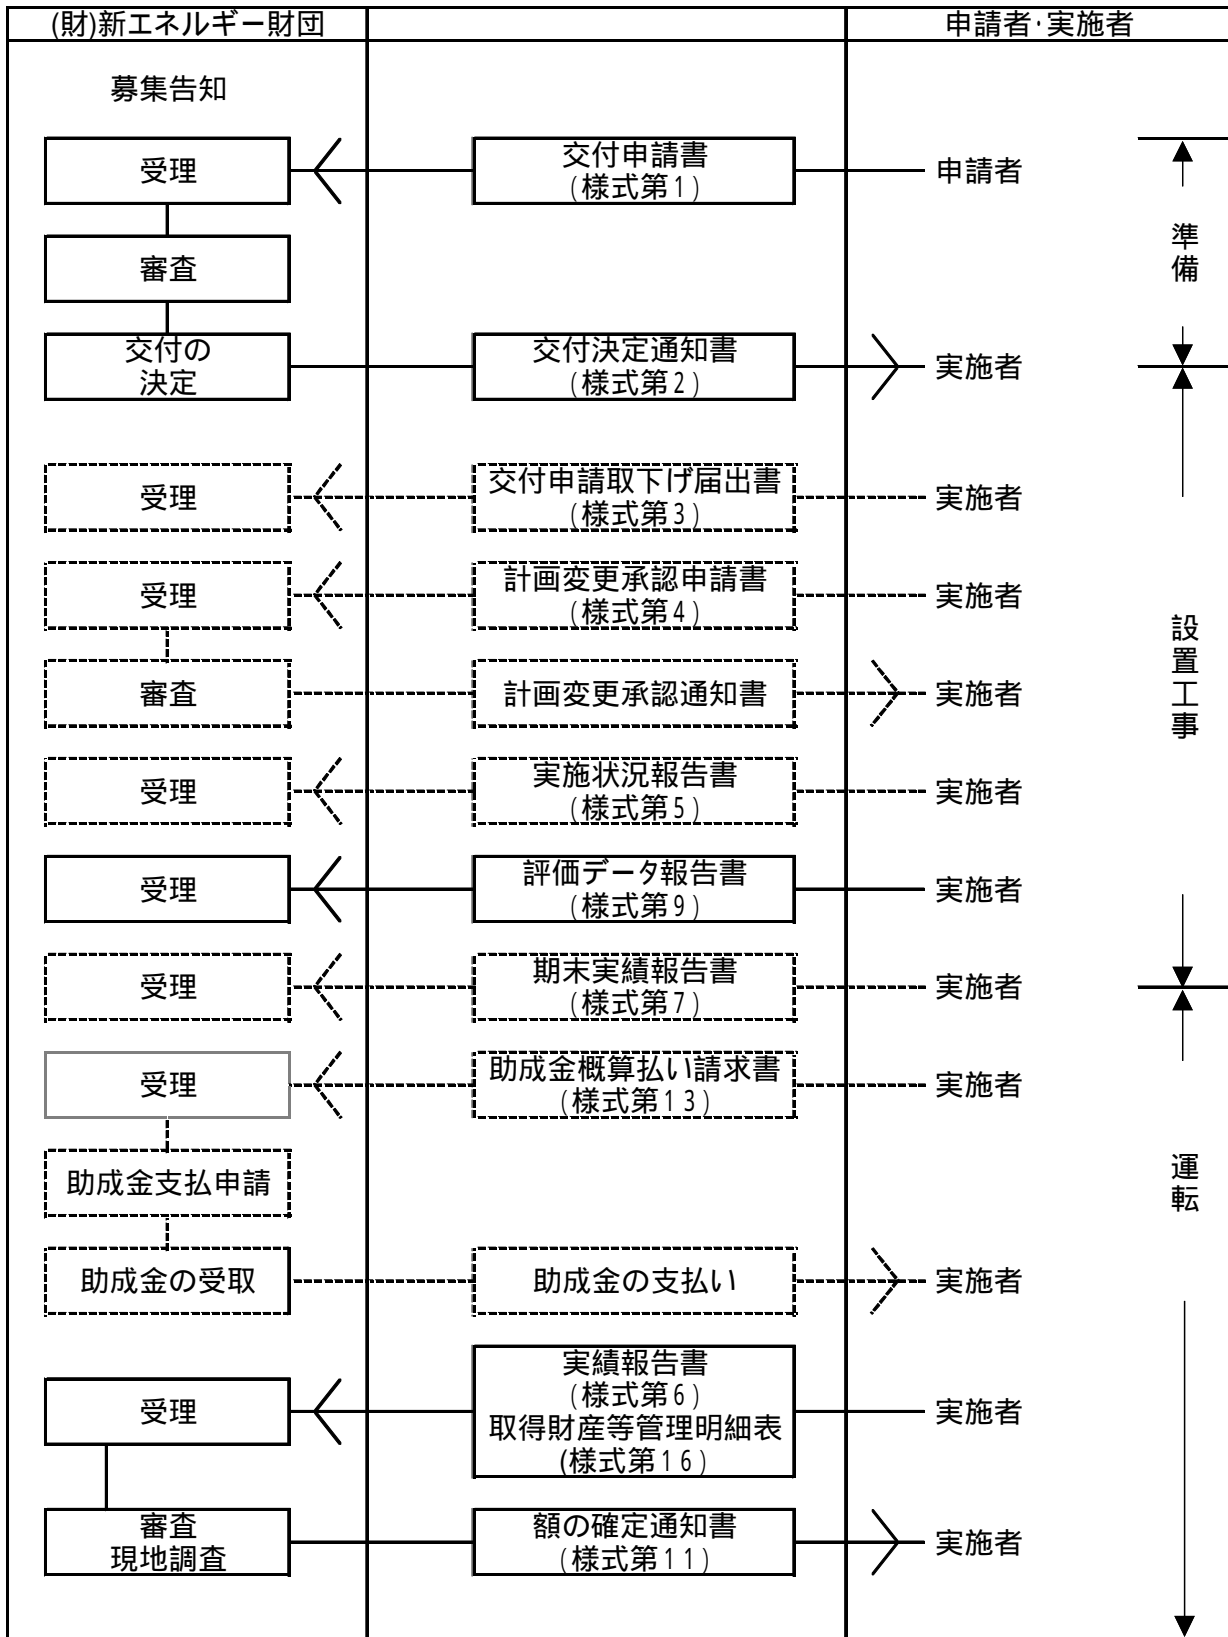 (財)新エネルギー財団
申請者・実施者
募集告知
受理
交付申請書
(様式第1)
申請者
準備
審査
交付の
決定
交付決定通知書
(様式第2)
実施者
受理
交付申請取下げ届出書
(様式第3)
実施者
受理
計画変更承認申請書
(様式第4)
実施者
設置工事
審査
計画変更承認通知書
実施者
受理
実施状況報告書
(様式第5)
実施者
受理
評価データ報告書
(様式第9)
実施者
受理
期末実績報告書
(様式第7)
実施者
受理
助成金概算払い請求書
(様式第13)
実施者
助成金支払申請
運転
助成金の受取
助成金の支払い
実施者
受理
実績報告書
(様式第6)
取得財産等管理明細表
(様式第16)
実施者
審査
現地調査
額の確定通知書
(様式第11)
実施者